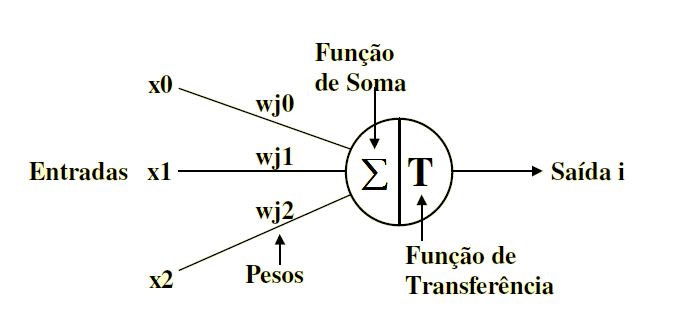 Função
de Soma
x0
wj0
wj1
Entradas x1
Σ T
Saída i
wj2
x2
Pesos
Função de
Transferência